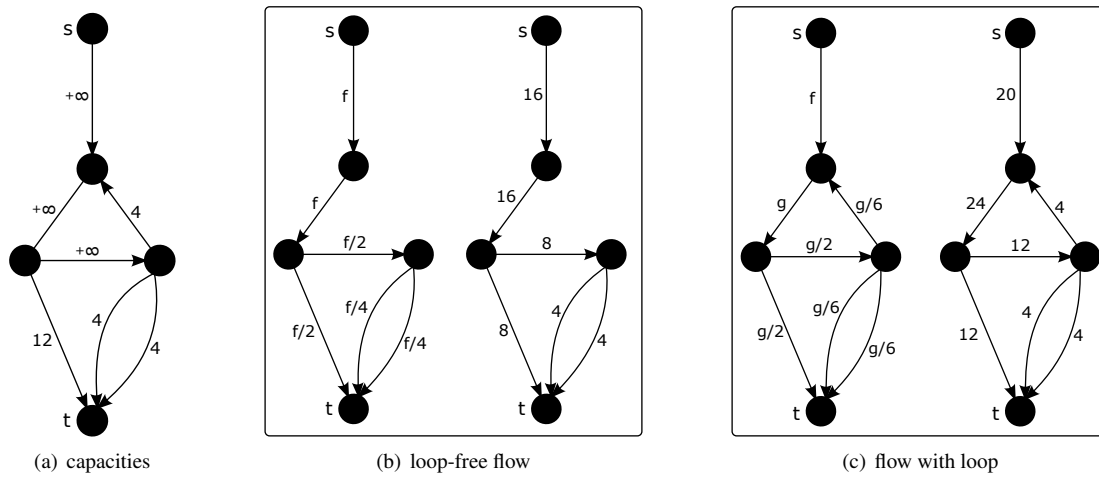 s
+∞
+∞
4
+∞
12
4
4
t
(a) capacities
s
f
f
f/2
f/2
f/4
f/4
t
s
16
16
8
8
4
4
t
(b) loop-free flow
s
f
g
g/6
g/2
g/2
g/6
g/6
t
s
20
24
4
12
12
4
4
t
(c) flow with loop